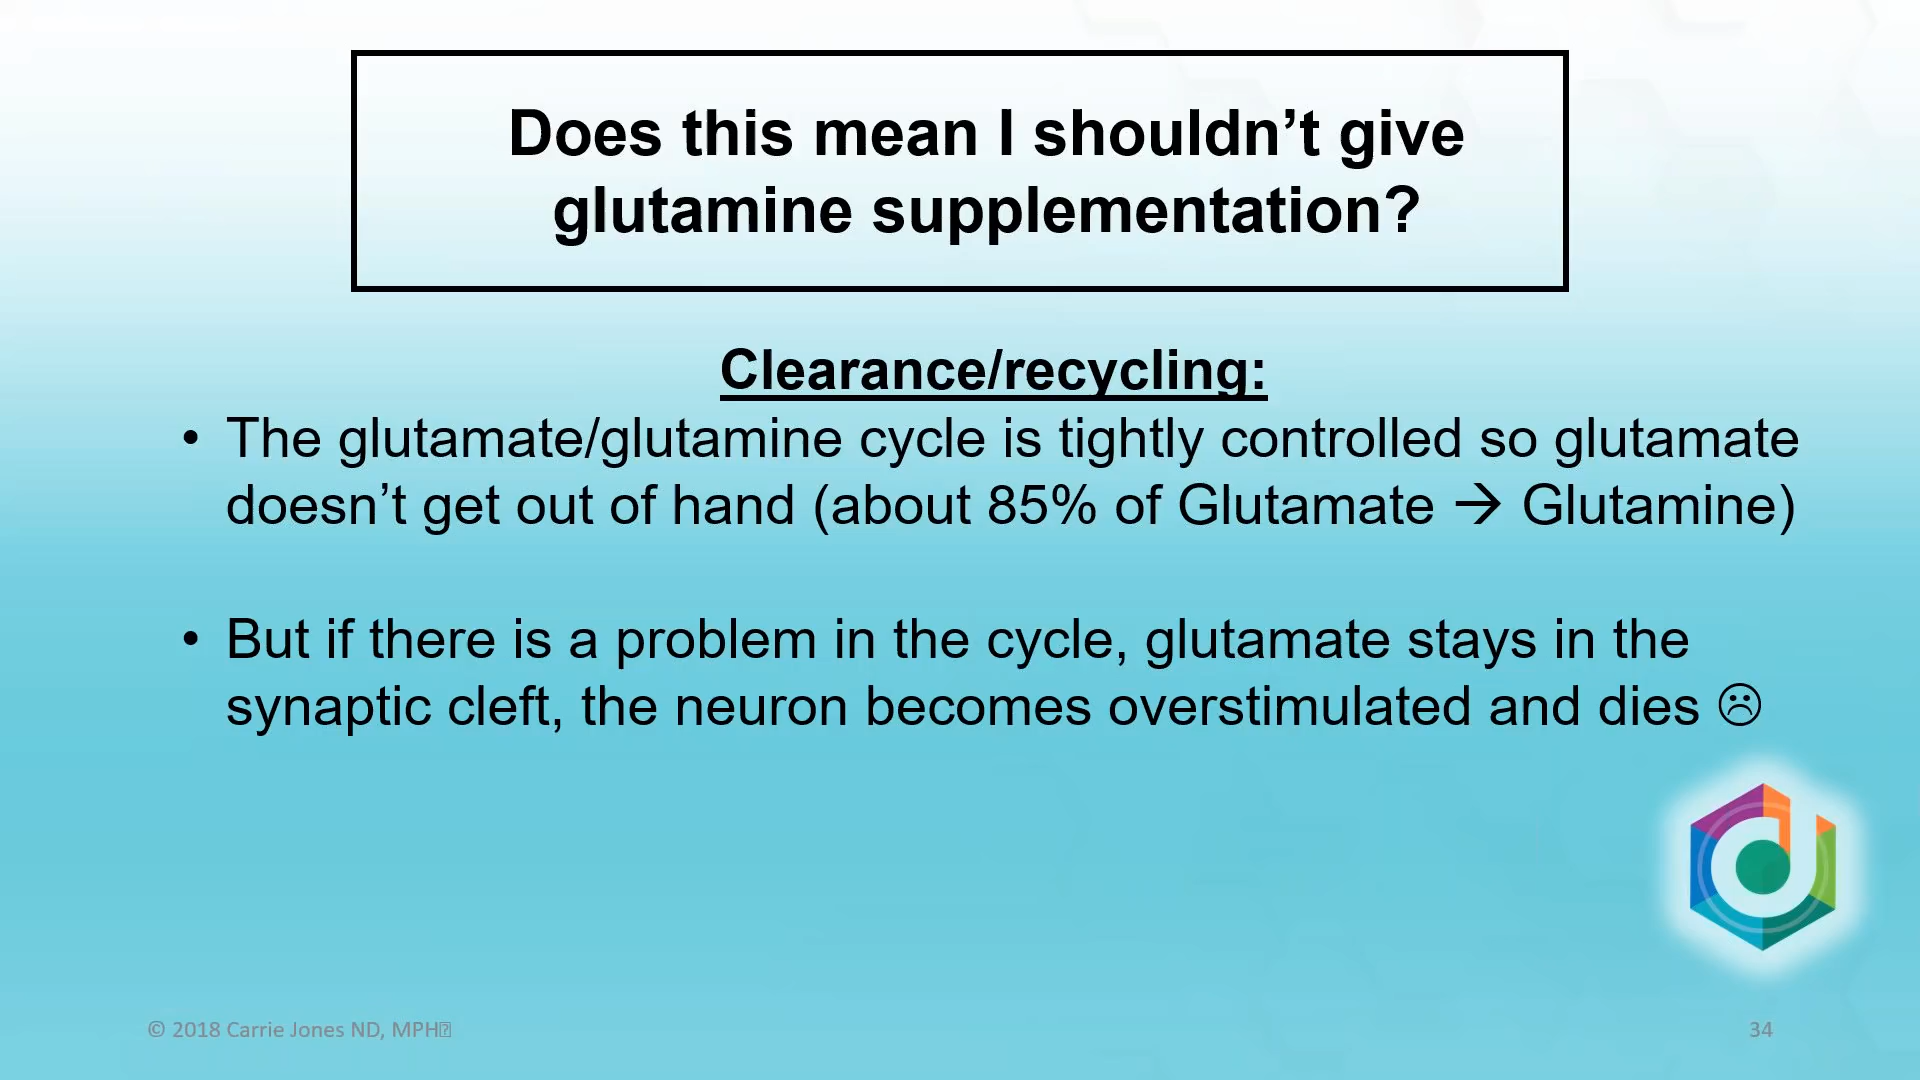 Does this mean I shouldn’t give
glutamine supplementation?
Clearance/recycling:
• The glutamate/glutamine cycle is tightly controlled so glutamate
doesn’t get out of hand (about 85% of Glutamate → Glutamine)
• But if there is a problem in the cycle, glutamate stays in the
synaptic cleft, the neuron becomes overstimulated and dies ☹
© 2018 Carrie Jones ND, MPH
34